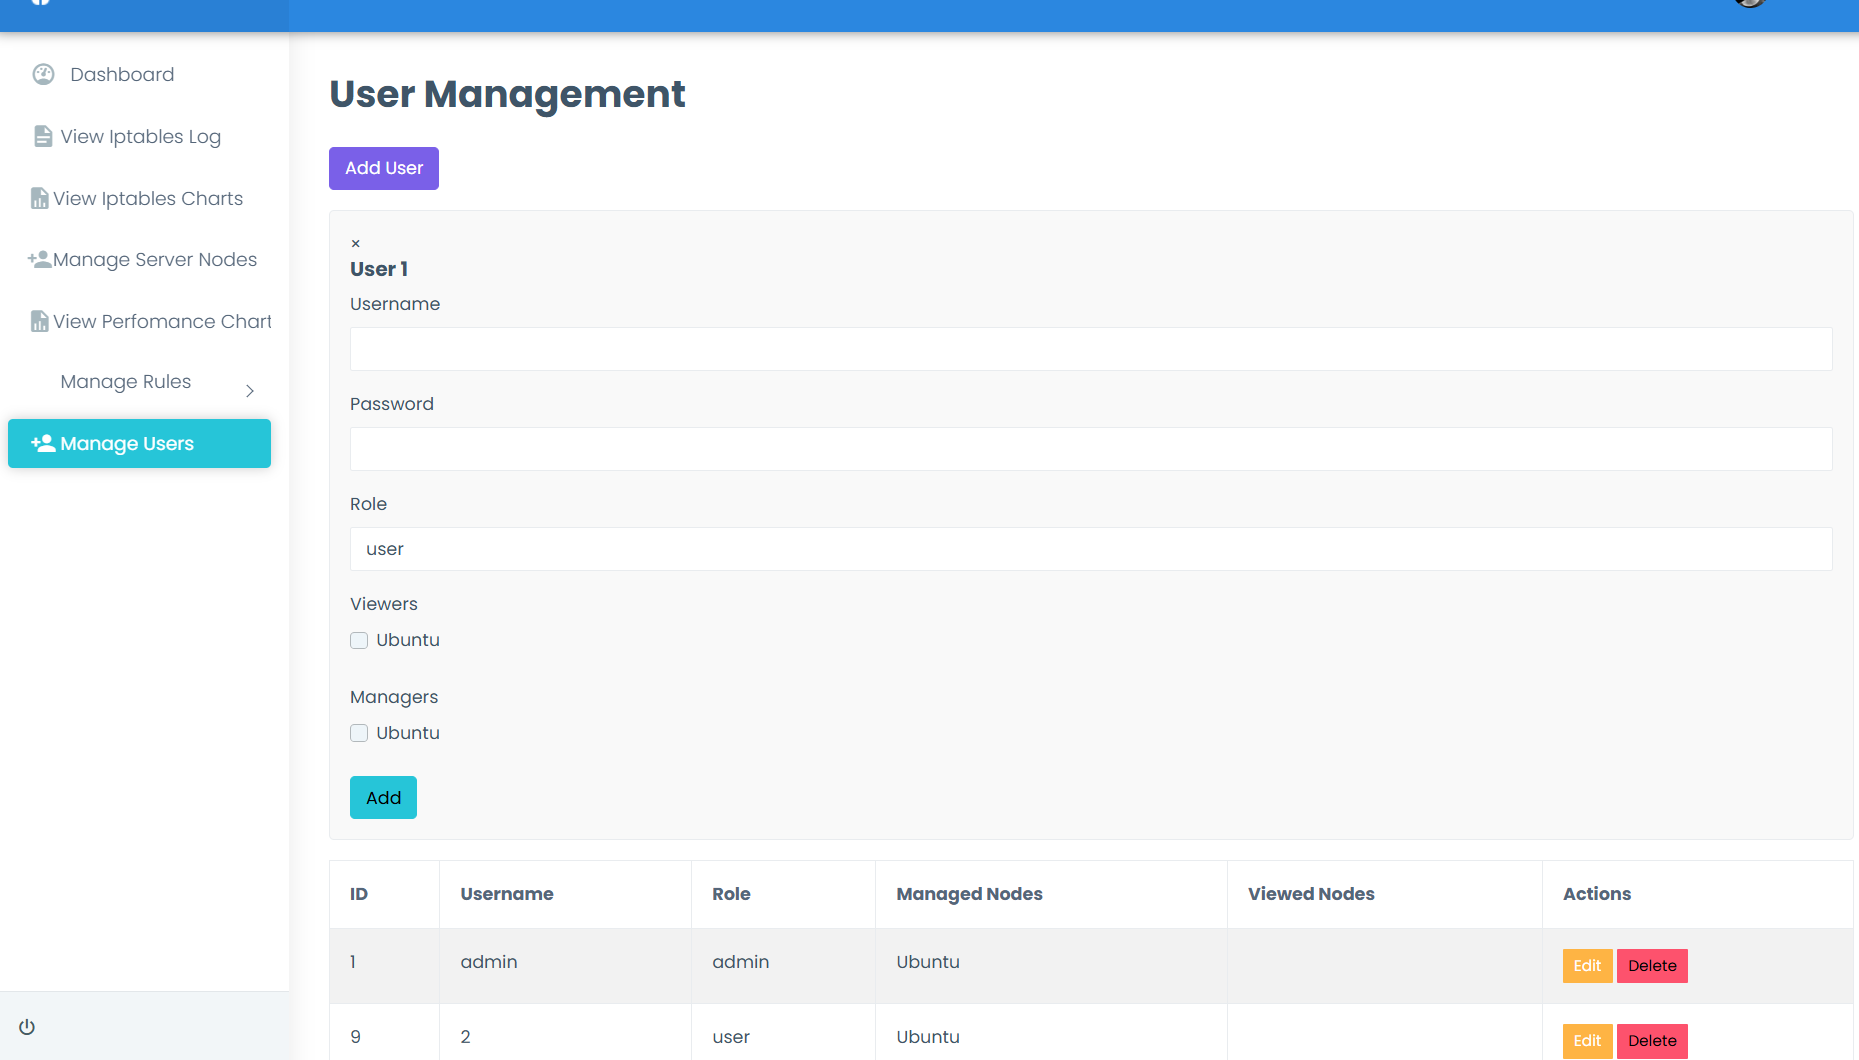 Dashboard
View Iptables Log
View Iptables Charts
Manage Server Nodes
View Perfomance Chart
Manage Rules
Manage Users
User Management
Add User
×
User 1
Username
Password
Role
user
Viewers
Ubuntu
Managers
Ubuntu
Add
ID Username Role Managed Nodes Viewed Nodes Actions
1 admin admin Ubuntu Edit Delete
9 2 user Ubuntu Edit Delete